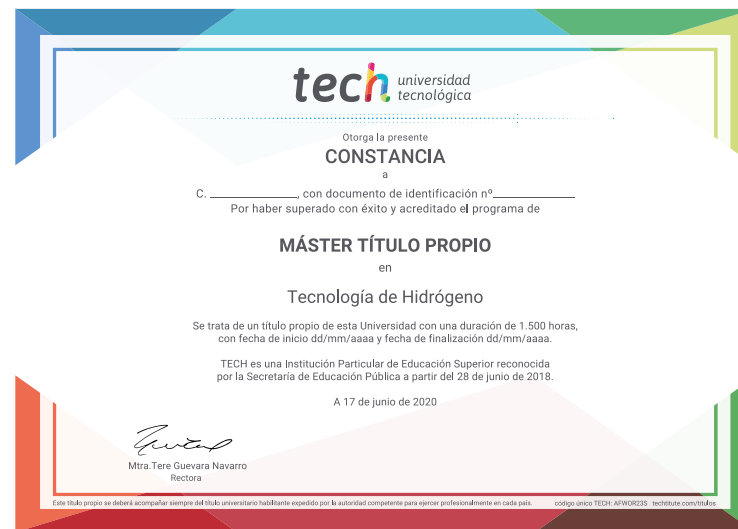 tech universidad
tecnológica
Otorga la presente
CONSTANCIA
a
C. ______________, con documento de identificación nº_____________
Por haber superado con éxito y acreditado el programa de
MÁSTER TÍTULO PROPIO
en
Tecnología de Hidrógeno
Se trata de un título propio de esta Universidad con una duración de 1.500 horas,
con fecha de inicio dd/mm/aaaa y fecha de finalización dd/mm/aaaa.
TECH es una Institución Particular de Educación Superior reconocida
por la Secretaría de Educación Pública a partir del 28 de junio de 2018.
A 17 de junio de 2020
Mtra.Tere Guevara Navarro
Rectora
Este título propio se deberá acompañar siempre del título universitario habilitante expedido por la autoridad competente para ejercer profesionalmente en cada país. código único TECH: AFWOR23S techtitute.com/titulos